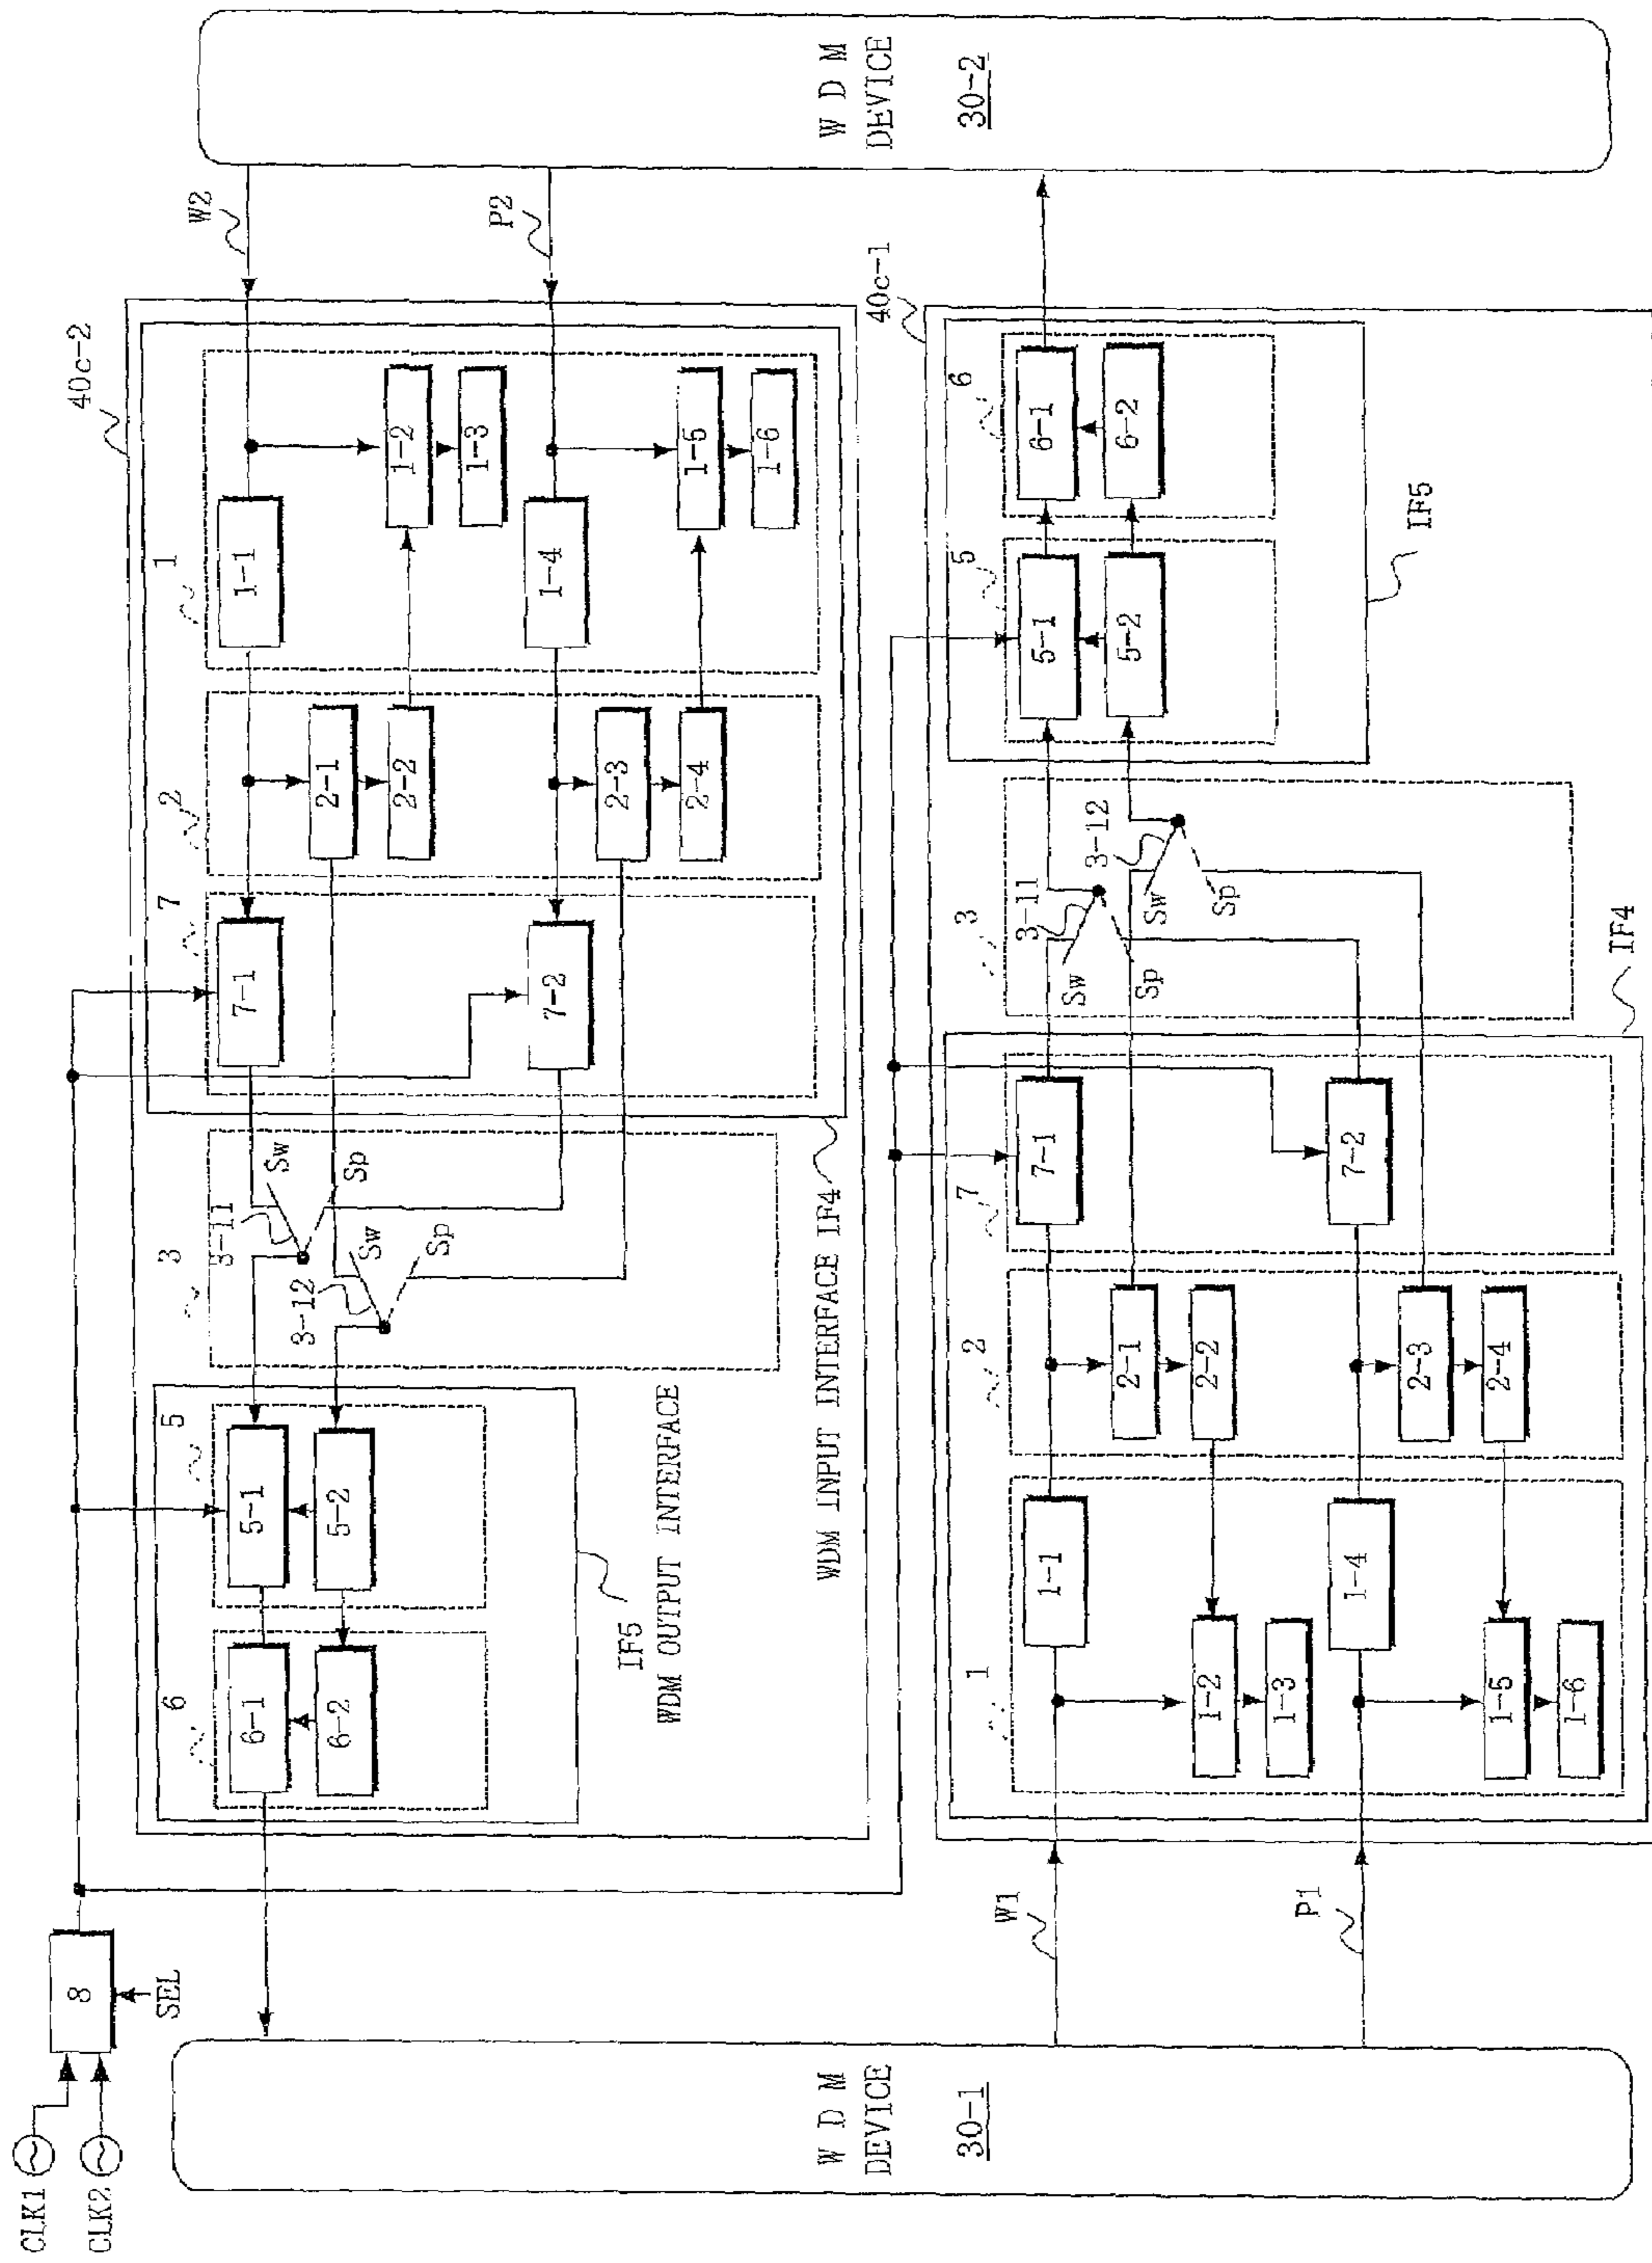 CLK1
CLK2
8
SEL
W D M
DEVICE
30-1
W D M
DEVICE
30-2
40c-2
W2
P2
6
6-1
6-2
5
5-1
5-2
IF5
WDM OUTPUT INTERFACE
3
3-11
3-12
Sw
Sp
Sw
Sp
WDM INPUT INTERFACE IF4
7
7-1
7-2
2
2-1
2-2
2-3
2-4
1
1-1
1-2
1-3
1-4
1-5
1-6
40c-1
W1
P1
1
1-1
1-2
1-3
1-4
1-5
1-6
2
2-1
2-2
2-3
2-4
7
7-1
7-2
IF4
3
3-11
3-12
Sw
Sp
Sw
Sp
5
5-1
5-2
6
6-1
6-2
IF5